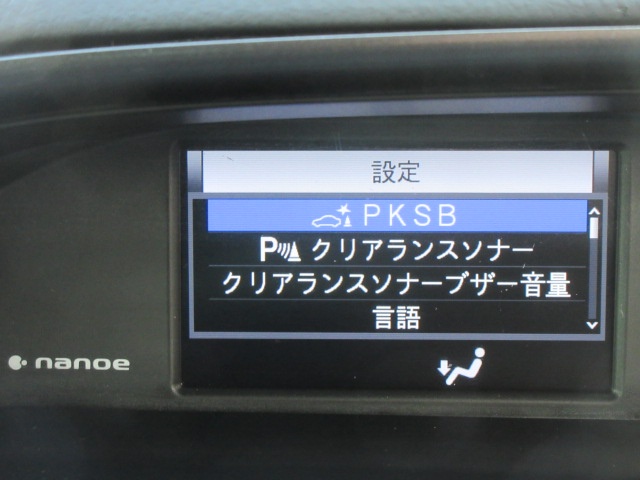 設定
PKSB
P クリアランスソナー
クリアランスソナーブザー音量
言語
nanoe